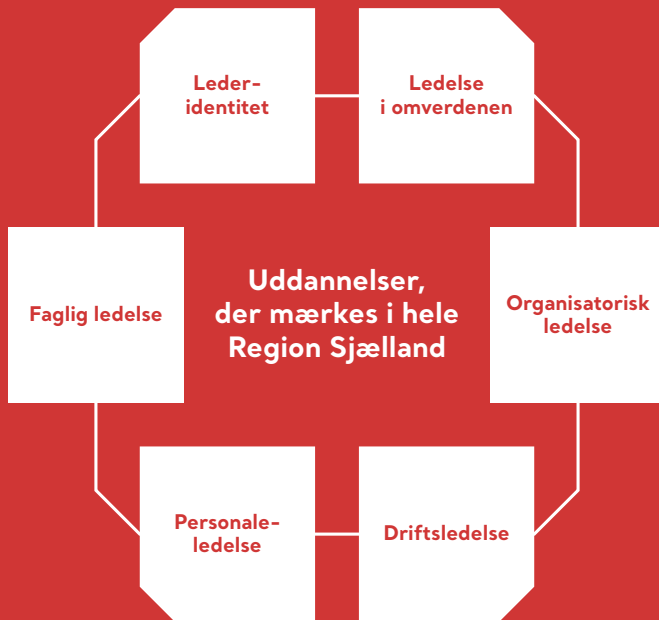 Leder-
identitet
Ledelse
i omverdenen
Faglig ledelse
Uddannelser,
der mærkes i hele
Region Sjælland
Organisatorisk
ledelse
Personale-
ledelse
Driftsledelse